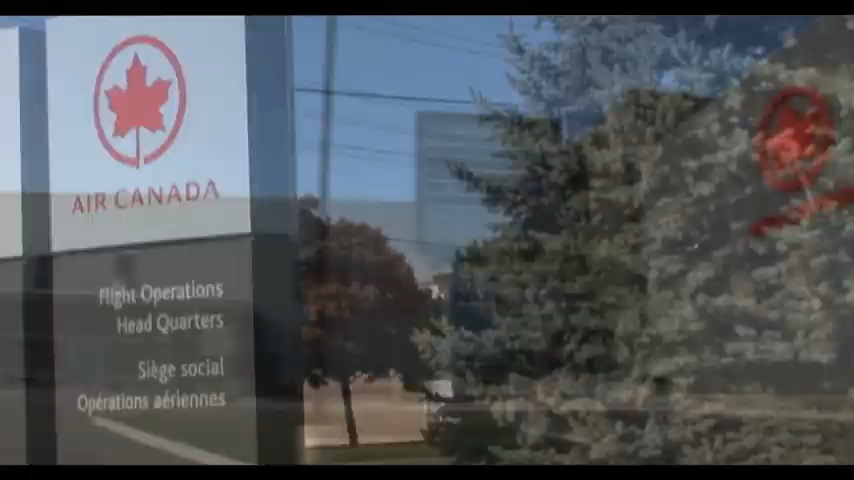 AIR CANADA
Flight Operations
Head Quarters
Siège social
Opérations aériennes